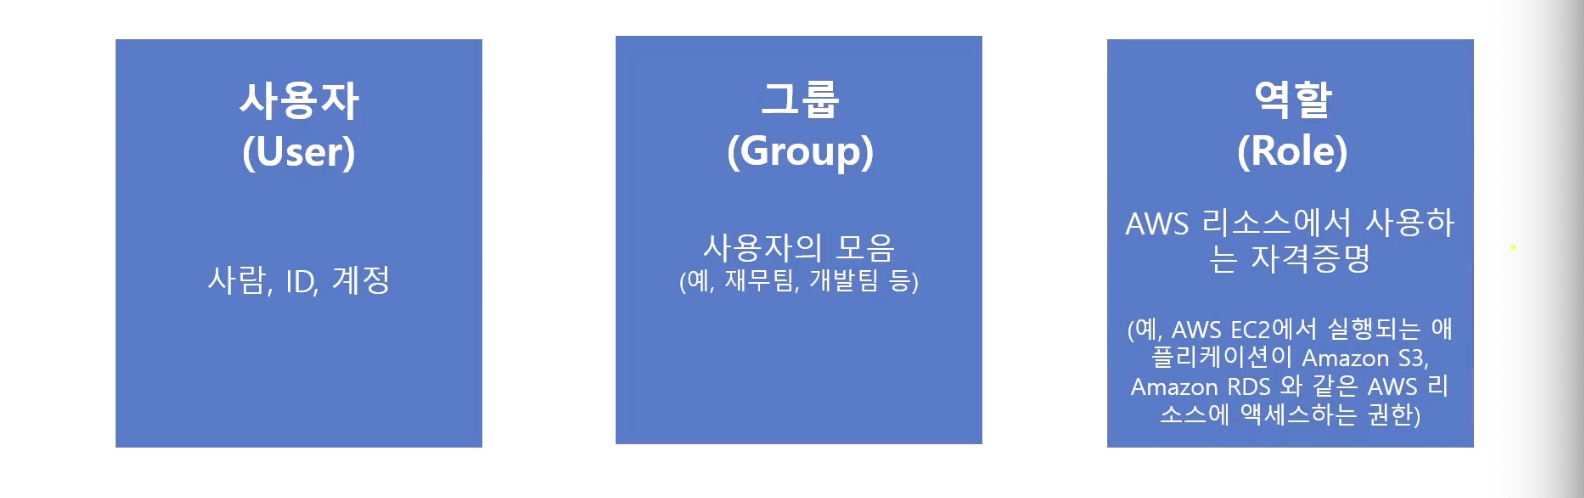 사용자
(User)
사람, ID, 계정
그룹
(Group)
사용자의 모음
(예, 재무팀, 개발팀 등)
역할
(Role)
AWS 리소스에서 사용하
는 자격증명
(예, AWS EC2에서 실행되는 애
플리케이션이 Amazon S3,
Amazon RDS 와 같은 AWS 리
소스에 액세스하는 권한)